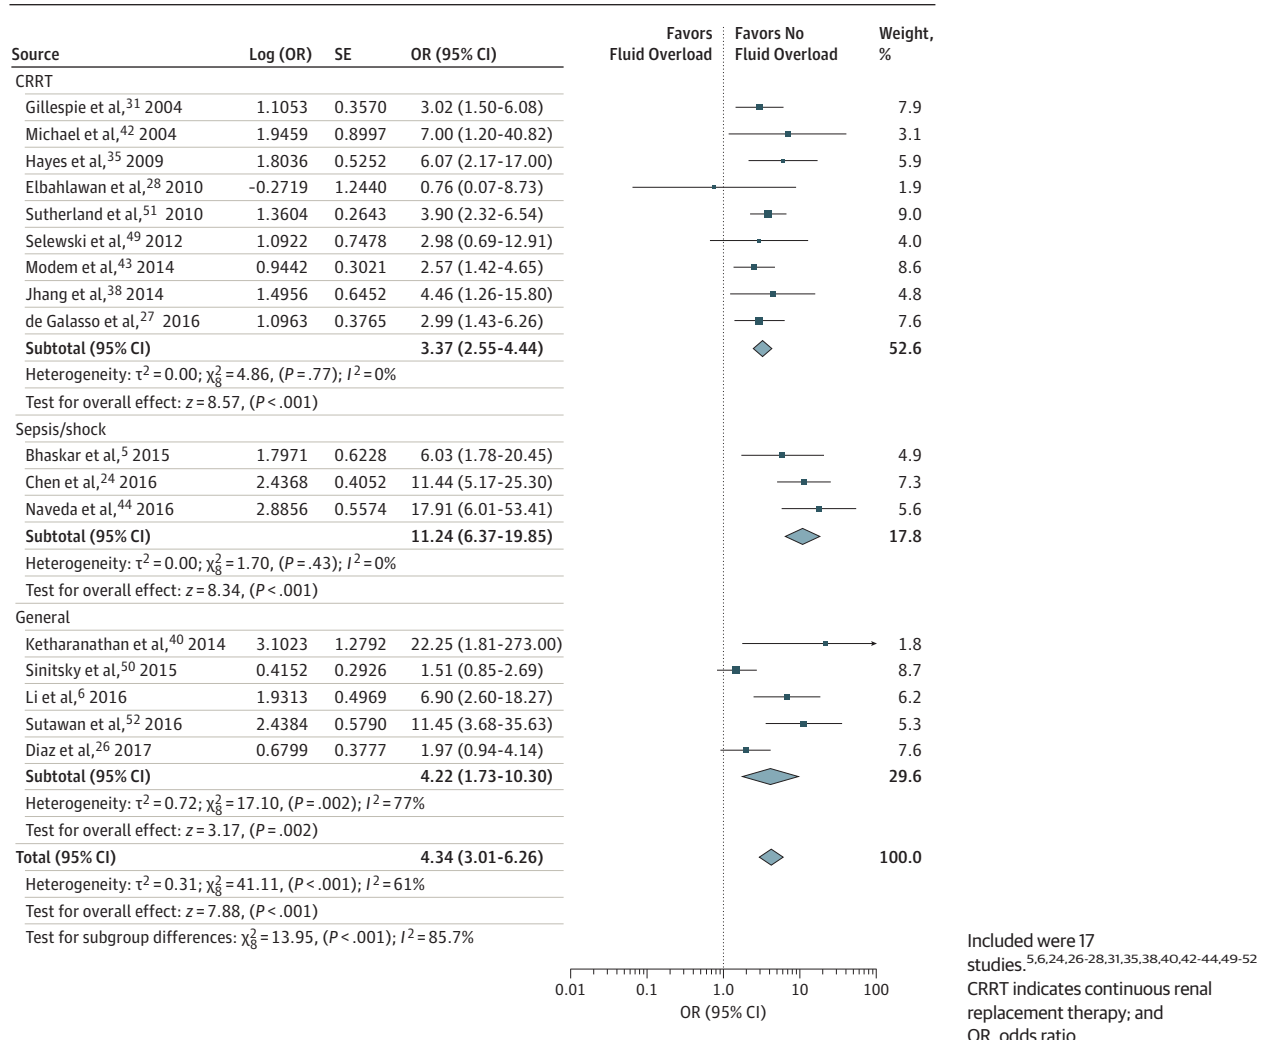 Favors Favors No Weight,
Source Log (OR) SE OR (95% CI) Fluid Overload Fluid Overload %
CRRT
Gillespie et al,31 2004 1.1053 0.3570 3.02 (1.50-6.08) 7.9
Michael et al,42 2004 1.9459 0.8997 7.00 (1.20-40.82) 3.1
Hayes et al,35 2009 1.8036 0.5252 6.07 (2.17-17.00) 5.9
Elbahlawan et al,28 2010 -0.2719 1.2440 0.76 (0.07-8.73) 1.9
Sutherland et al,51 2010 1.3604 0.2643 3.90 (2.32-6.54) 9.0
Selewski et al,49 2012 1.0922 0.7478 2.98 (0.69-12.91) 4.0
Modem et al,43 2014 0.9442 0.3021 2.57 (1.42-4.65) 8.6
Jhang et al,38 2014 1.4956 0.6452 4.46 (1.26-15.80) 4.8
de Galasso et al,27 2016 1.0963 0.3765 2.99 (1.43-6.26) 7.6
Subtotal (95% CI) 3.37 (2.55-4.44) 52.6
Heterogeneity: τ2 = 0.00; χ28 = 4.86, (P = .77); I2 = 0%
Test for overall effect: z = 8.57, (P < .001)
Sepsis/shock
Bhaskar et al,5 2015 1.7971 0.6228 6.03 (1.78-20.45) 4.9
Chen et al,24 2016 2.4368 0.4052 11.44 (5.17-25.30) 7.3
Naveda et al,44 2016 2.8856 0.5574 17.91 (6.01-53.41) 5.6
Subtotal (95% CI) 11.24 (6.37-19.85) 17.8
Heterogeneity: τ2 = 0.00; χ28 = 1.70, (P = .43); I2 = 0%
Test for overall effect: z = 8.34, (P < .001)
General
Ketharanathan et al,40 2014 3.1023 1.2792 22.25 (1.81-273.00) 1.8
Sinitsky et al,50 2015 0.4152 0.2926 1.51 (0.85-2.69) 8.7
Li et al,6 2016 1.9313 0.4969 6.90 (2.60-18.27) 6.2
Sutawan et al,52 2016 2.4384 0.5790 11.45 (3.68-35.63) 5.3
Diaz et al,26 2017 0.6799 0.3777 1.97 (0.94-4.14) 7.6
Subtotal (95% CI) 4.22 (1.73-10.30) 29.6
Heterogeneity: τ2 = 0.72; χ28 = 17.10, (P = .002); I2 = 77%
Test for overall effect: z = 3.17, (P = .002)
Total (95% CI) 4.34 (3.01-6.26) 100.0
Heterogeneity: τ2 = 0.31; χ28 = 41.11, (P < .001); I2 = 61%
Test for overall effect: z = 7.88, (P < .001)
Test for subgroup differences: χ28 = 13.95, (P < .001); I2 = 85.7%
0.01 0.1 1.0 10 100
OR (95% CI)
Included were 17
studies.5,6,24,26-28,31,35,38,40,42-44,49-52
CRRT indicates continuous renal
replacement therapy; and
OR, odds ratio